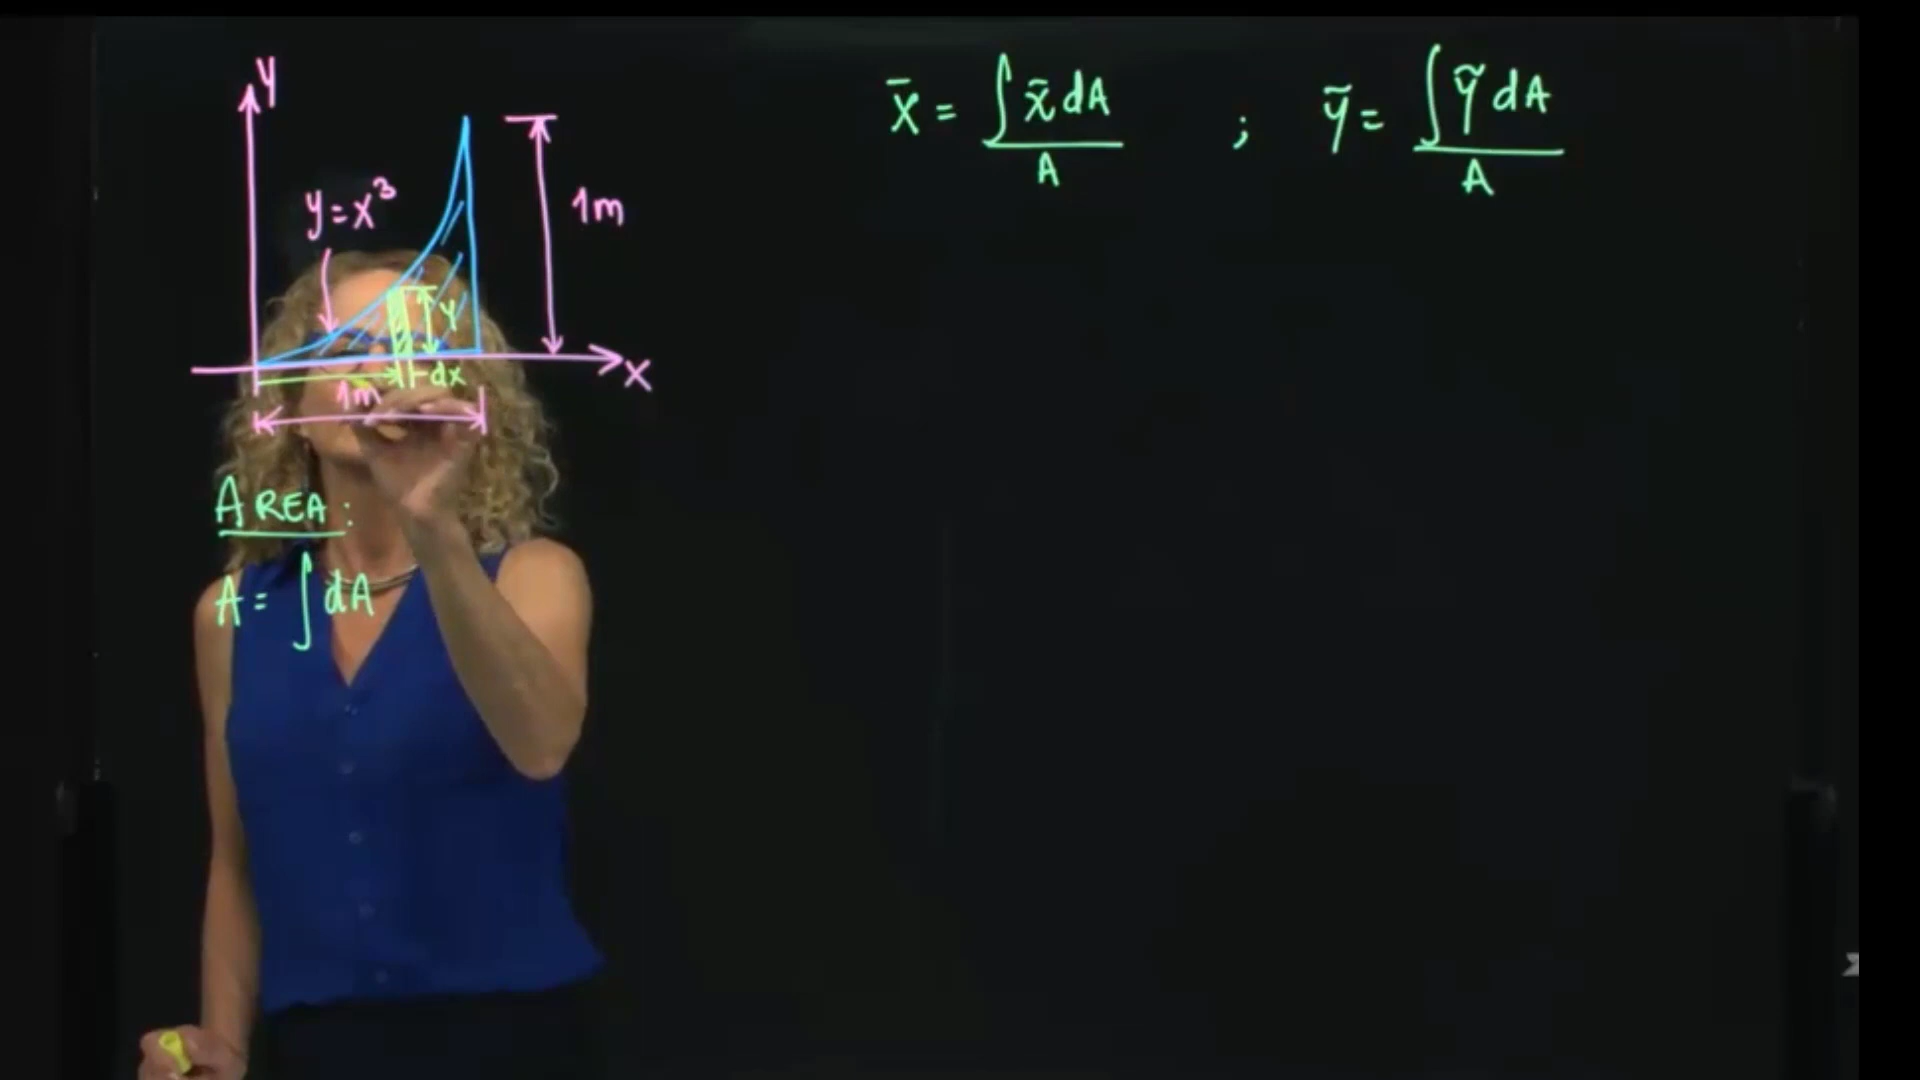 y
x̄ = ∫x̄dA / A ; ỹ = ∫ỹdA / A
y=x³
1m
y
x
dx
1m
AREA:
A= ∫dA